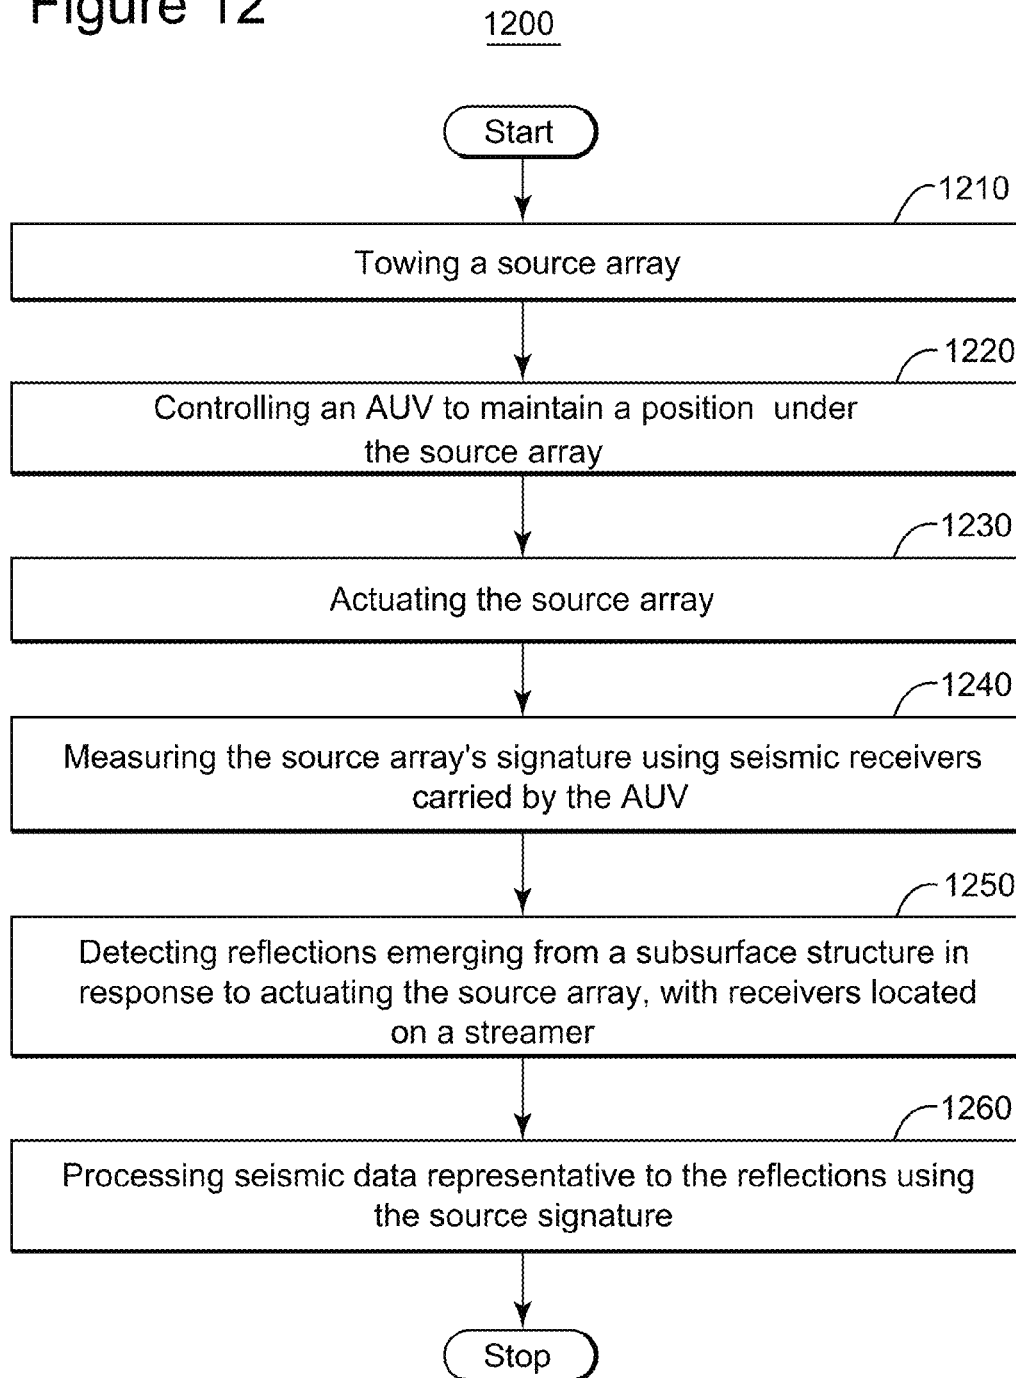 Figure 12
1200
Start
1210
Towing a source array
1220
Controlling an AUV to maintain a position under
the source array
1230
Actuating the source array
1240
Measuring the source array's signature using seismic receivers
carried by the AUV
1250
Detecting reflections emerging from a subsurface structure in
response to actuating the source array, with receivers located
on a streamer
1260
Processing seismic data representative to the reflections using
the source signature
Stop